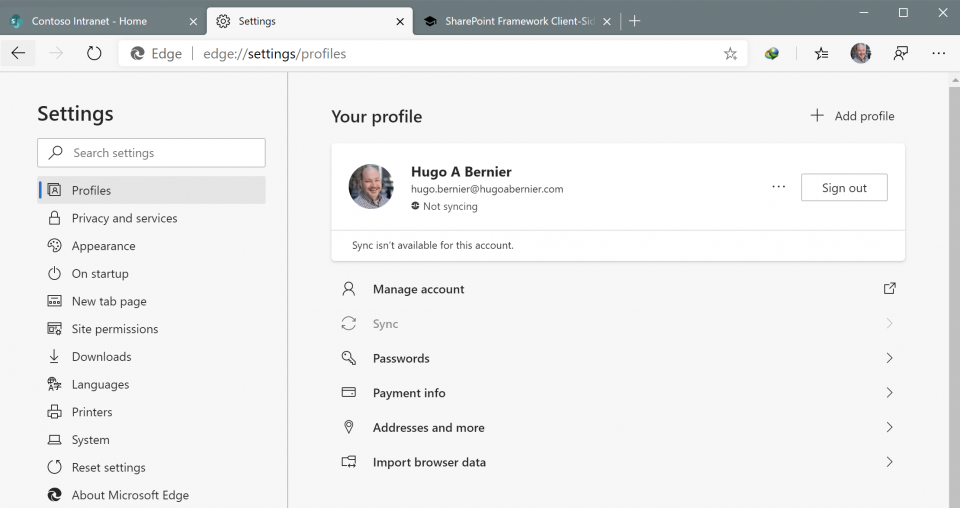 Contoso Intranet - Home
Settings
SharePoint Framework Client-Sid
Edge
edge://settings/profiles
Settings
Search settings
Profiles
Privacy and services
Appearance
On startup
New tab page
Site permissions
Downloads
Languages
Printers
System
Reset settings
About Microsoft Edge
Your profile
Add profile
Hugo A Bernier
hugo.bernier@hugoabernier.com
Not syncing
Sign out
Sync isn't available for this account.
Manage account
Sync
Passwords
Payment info
Addresses and more
Import browser data